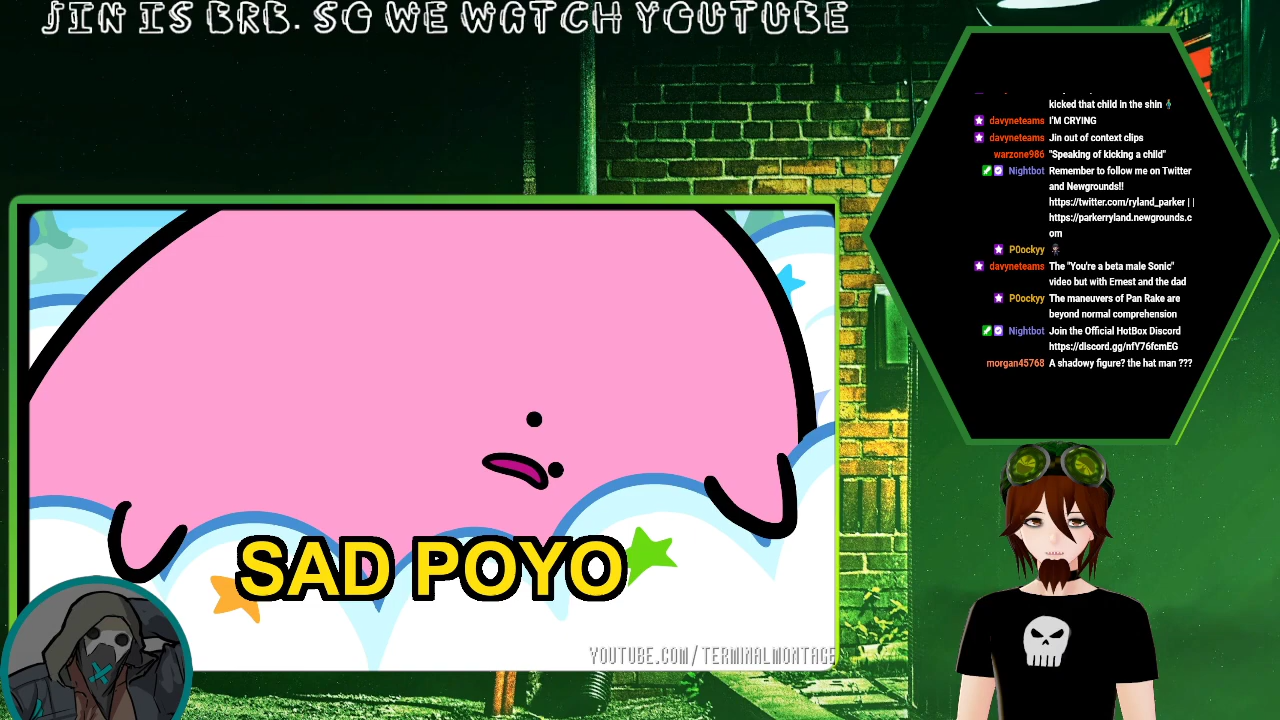 JIN IS BRB. SO WE WATCH YOUTUBE
kicked that child in the shin
davyneteams I'M CRYING
davyneteams Jin out of context clips
warzone986 "Speaking of kicking a child"
Nightbot Remember to follow me on Twitter
and Newgrounds!!
https://twitter.com/ryland_parker ||
https://parkerryland.newgrounds.c
om
P0ockyy
davyneteams The "You're a beta male Sonic"
video but with Ernest and the dad
P0ockyy The maneuvers of Pan Rake are
beyond normal comprehension
Nightbot Join the Official HotBox Discord
https://discord.gg/nfY76fcmEG
morgan45768 A shadowy figure? the hat man ???
SAD POYO
YOUTUBE.COM/TERMINALMONTAGE